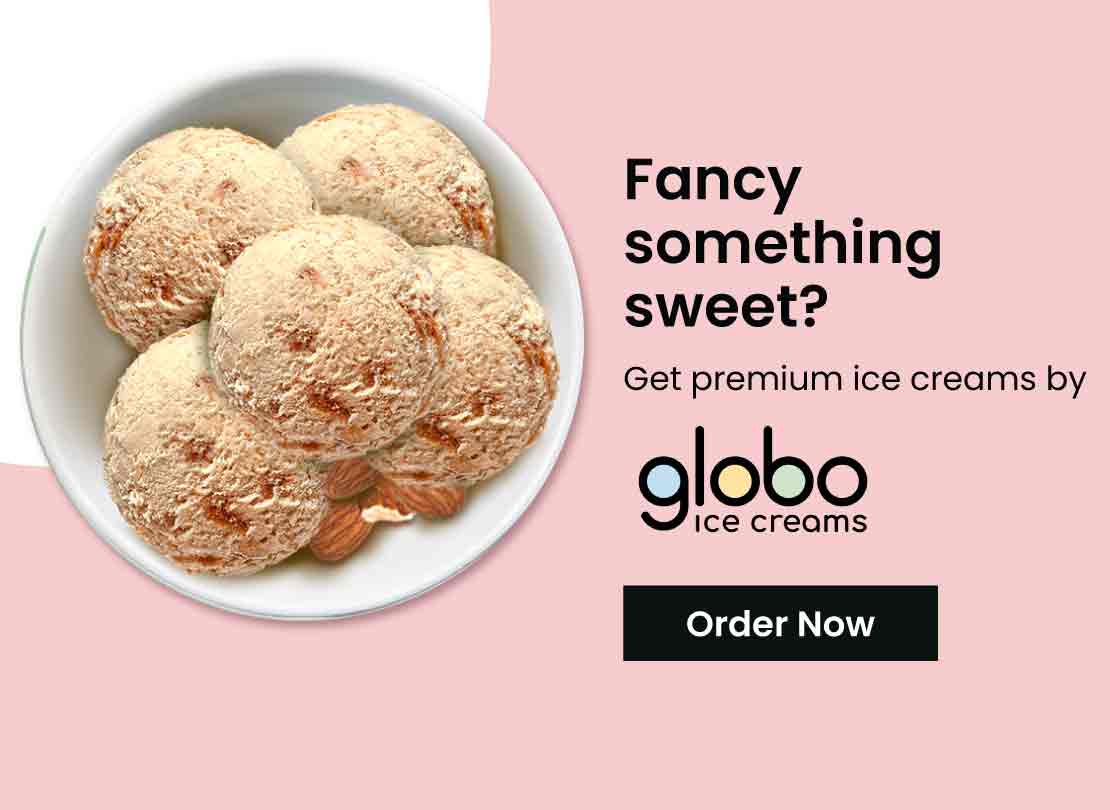 Fancy
something
sweet?
Get premium ice creams by
globo
ice creams
Order Now